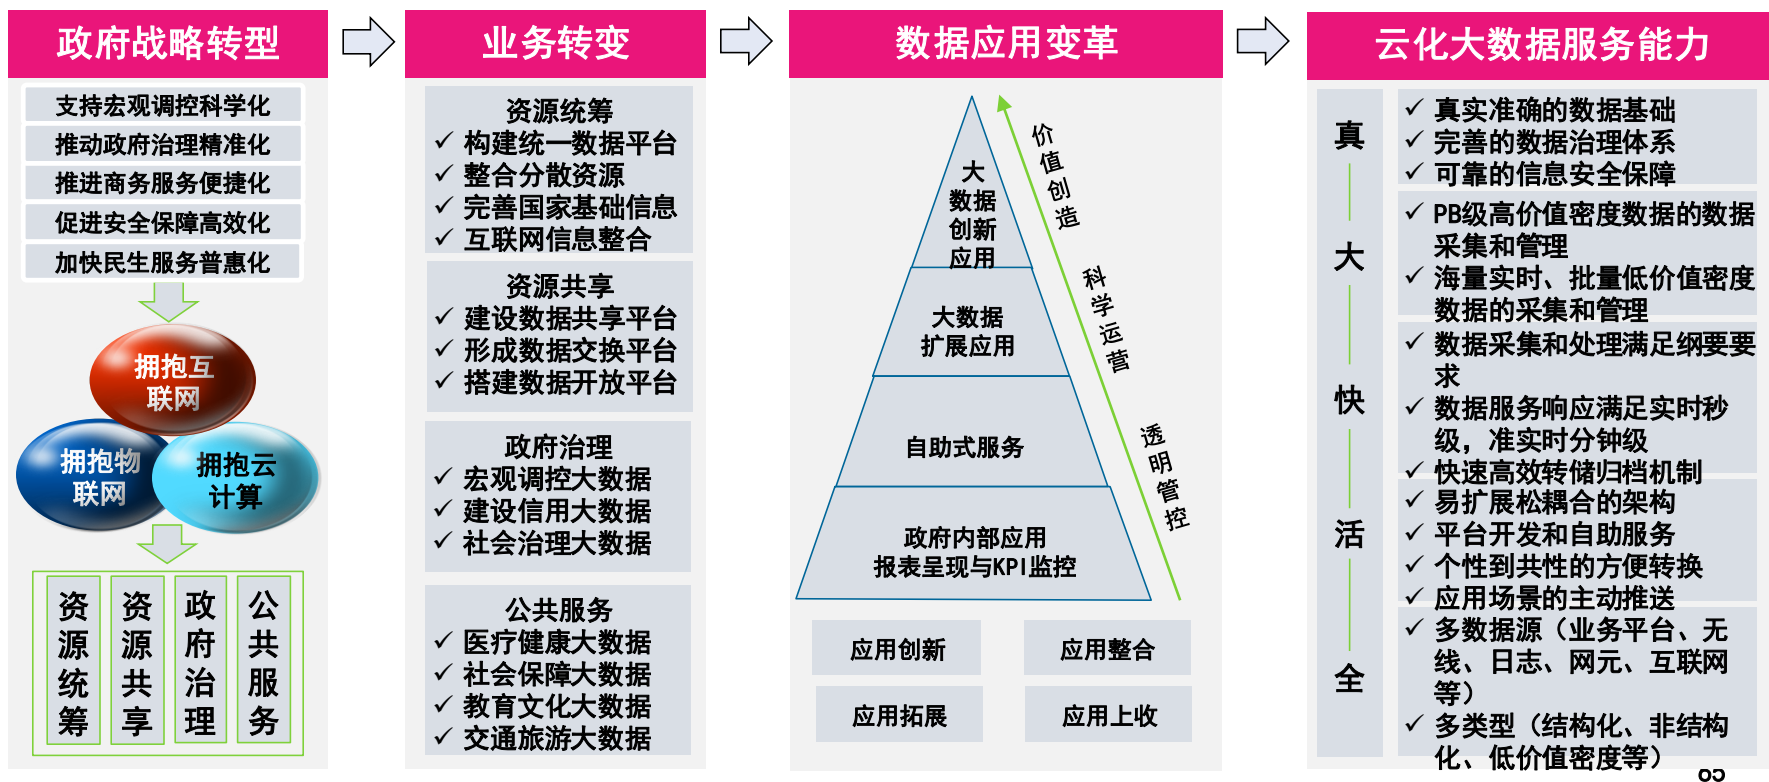 政府战略转型
支持宏观调控科学化
推动政府治理精准化
推进商务服务便捷化
促进安全保障高效化
加快民生服务普惠化
拥抱互
联网
拥抱物
联网
拥抱云
计算
资源统筹
资源共享
政府治理
公共服务
业务转变
资源统筹
✓ 构建统一数据平台
✓ 整合分散资源
✓ 完善国家基础信息
✓ 互联网信息整合
资源共享
✓ 建设数据共享平台
✓ 形成数据交换平台
✓ 搭建数据开放平台
政府治理
✓ 宏观调控大数据
✓ 建设信用大数据
✓ 社会治理大数据
公共服务
✓ 医疗健康大数据
✓ 社会保障大数据
✓ 教育文化大数据
✓ 交通旅游大数据
数据应用变革
大
数据
创新
应用
大数据
扩展应用
自助式服务
政府内部应用
报表呈现与KPI监控
价值创造
科学运营
透明管控
应用创新
应用整合
应用拓展
应用上收
云化大数据服务能力
真
✓ 真实准确的数据基础
✓ 完善的数据治理体系
✓ 可靠的信息安全保障
大
✓ PB级高价值密度数据的数据
采集和管理
✓ 海量实时、批量低价值密度
数据的采集和管理
快
✓ 数据采集和处理满足纲要要
求
✓ 数据服务响应满足实时秒
级，准实时分钟级
✓ 快速高效转储归档机制
活
✓ 易扩展松耦合的架构
✓ 平台开发和自助服务
✓ 个性到共性的方便转换
✓ 应用场景的主动推送
全
✓ 多数据源（业务平台、无
线、日志、网元、互联网
等）
✓ 多类型（结构化、非结构
化、低价值密度等）
65